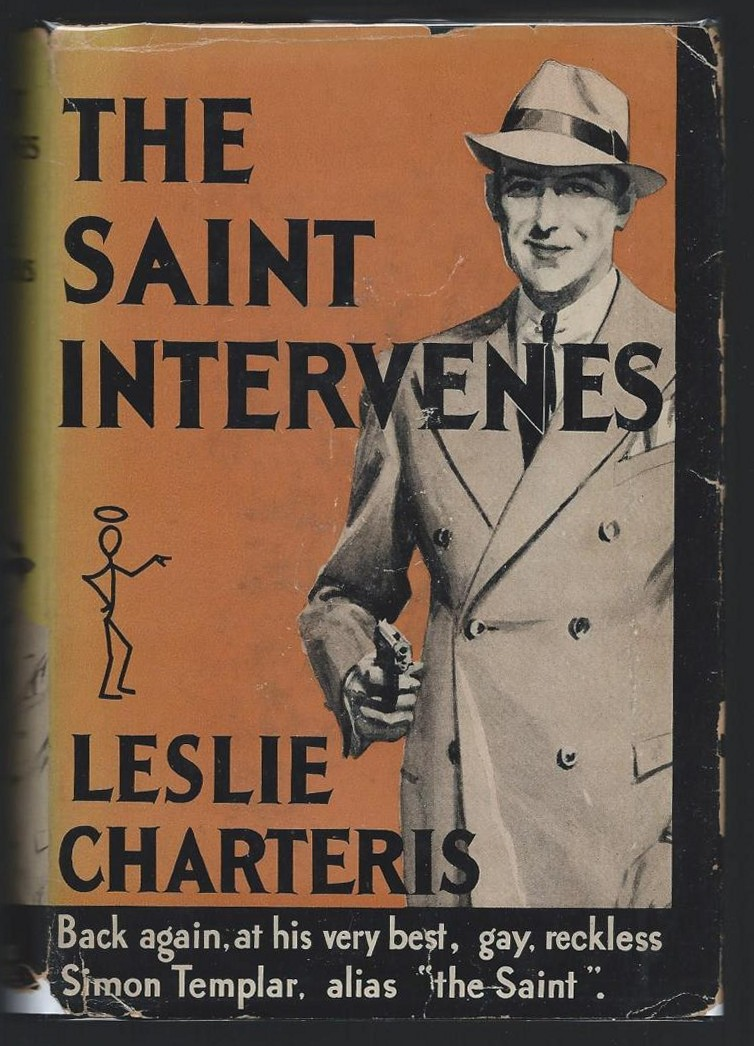 THE
SAINT
INTERVENES
LESLIE
CHARTERIS
Back again, at his very best, gay, reckless
Simon Templar, alias "the Saint".